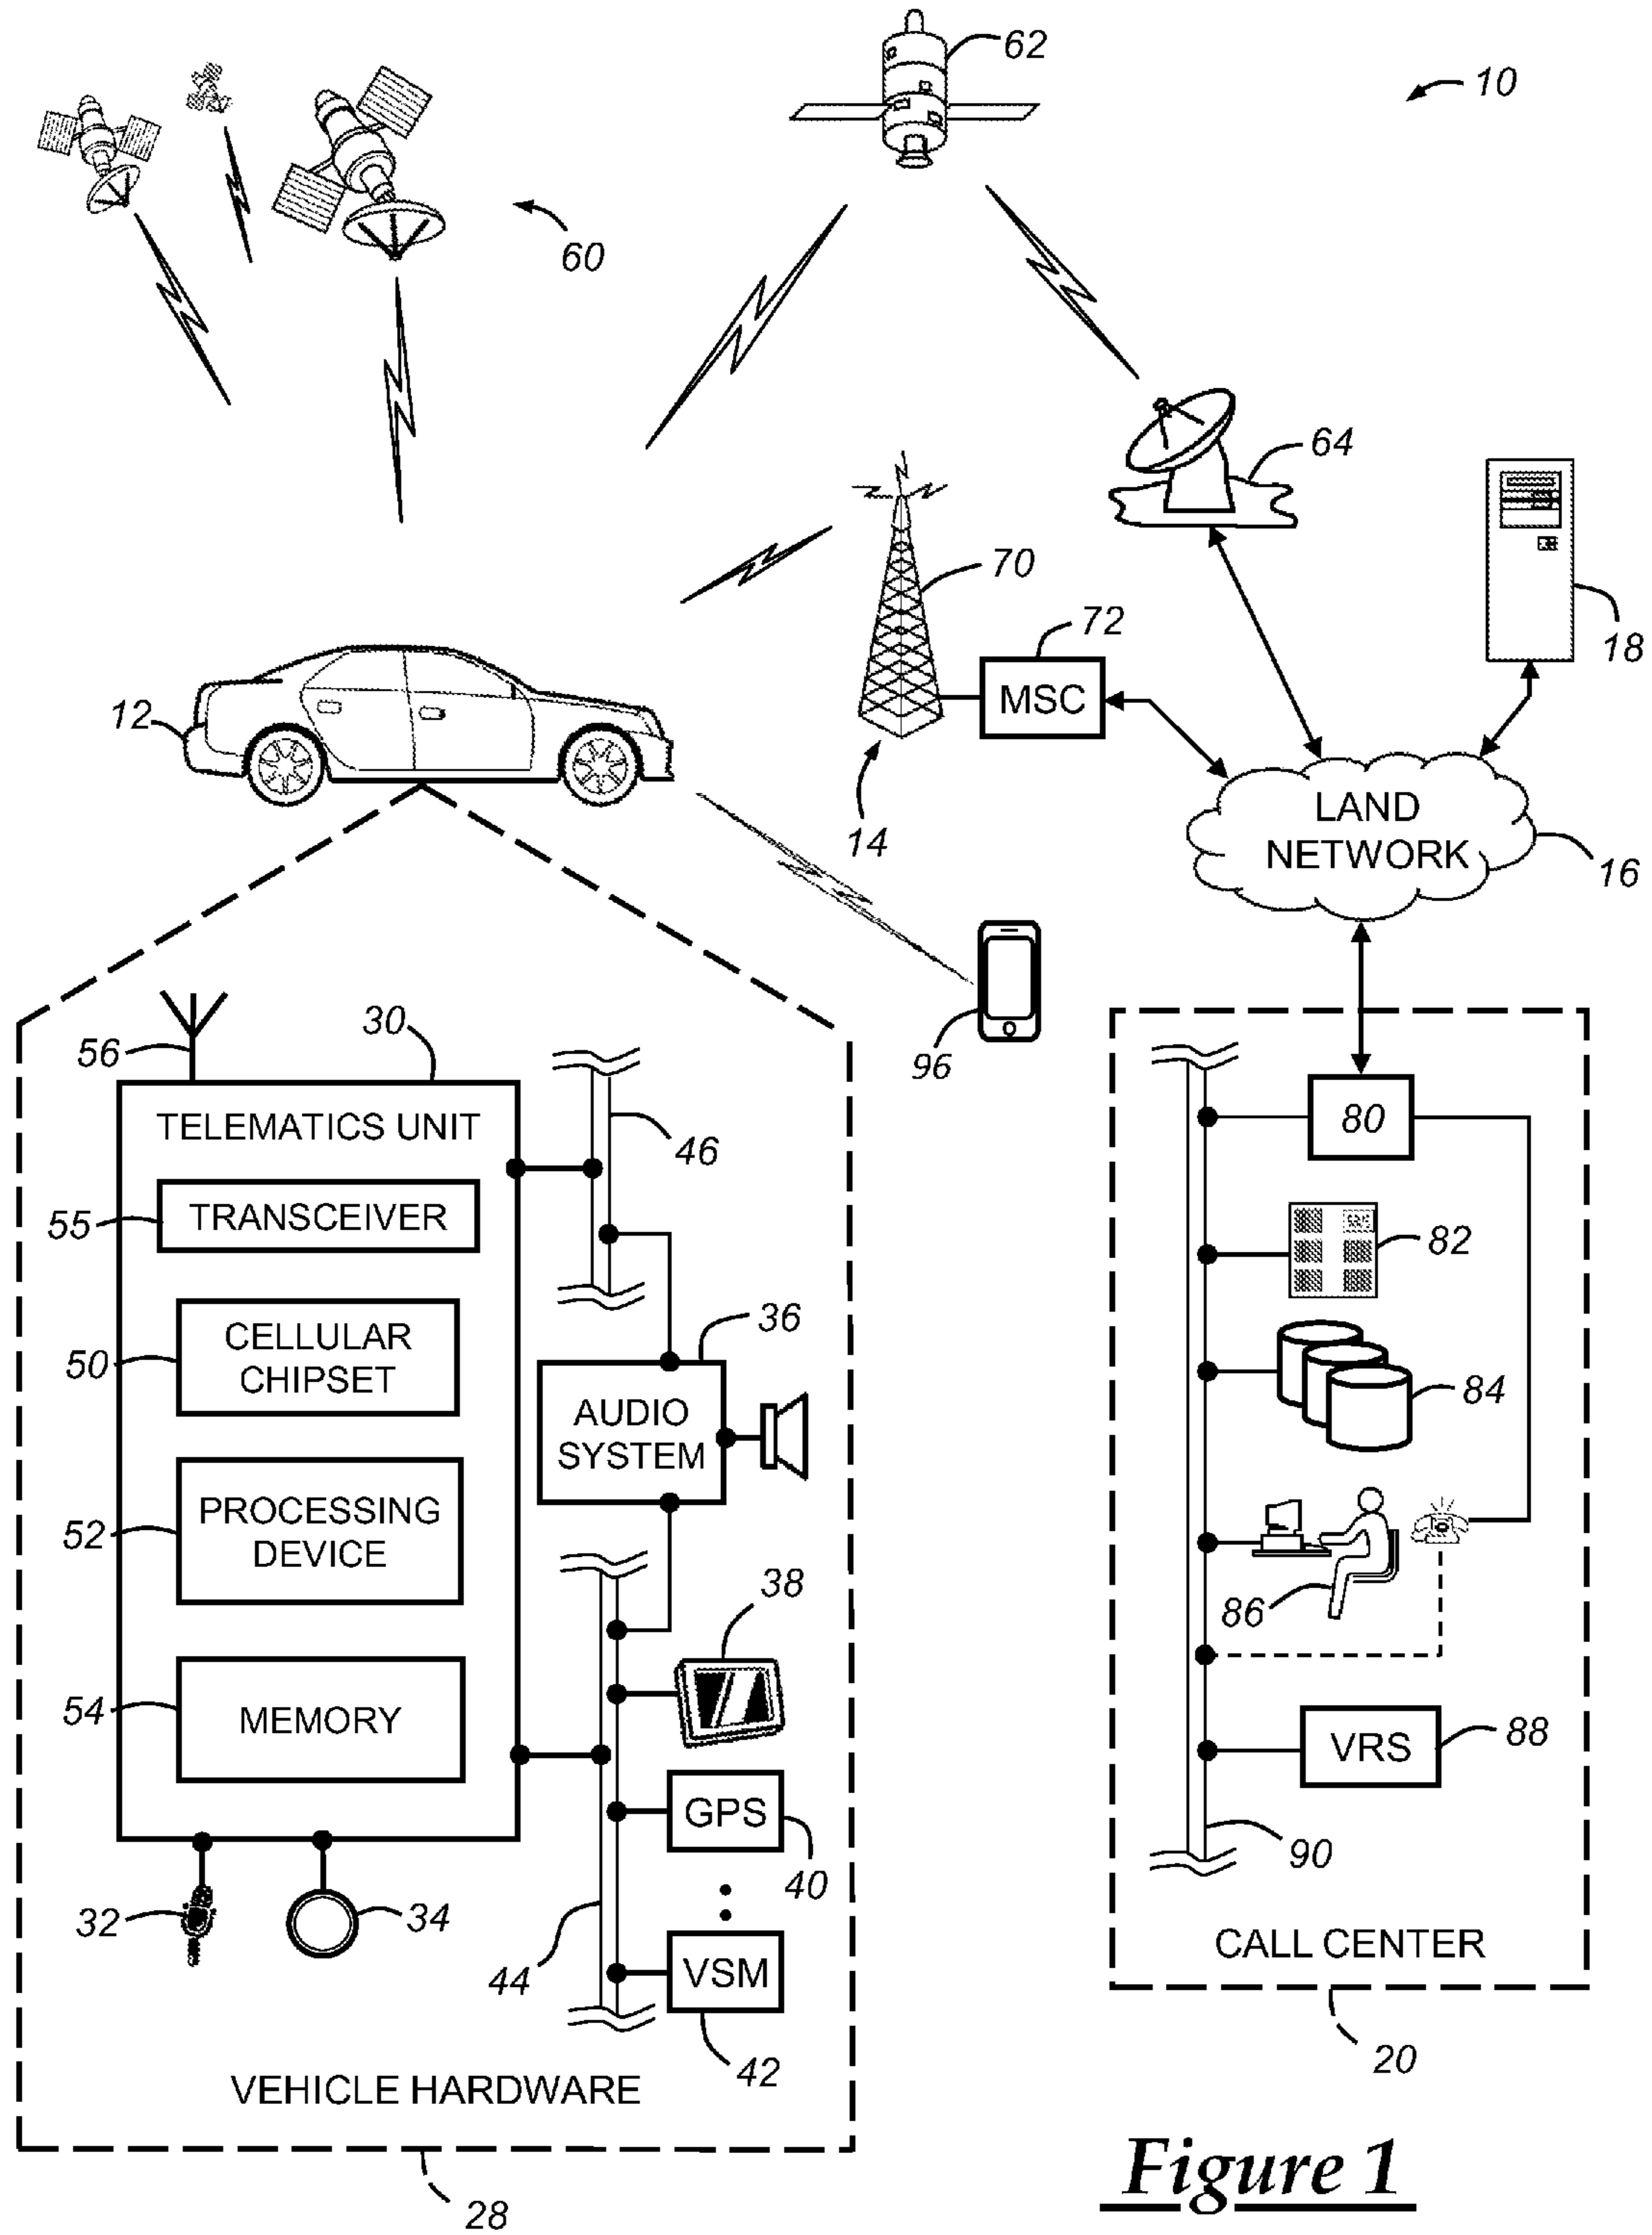 62
10
60
64
70
72
18
MSC
12
14
LAND
NETWORK
16
96
30
56
TELEMATICS UNIT
46
80
55
TRANSCEIVER
82
36
CELLULAR
CHIPSET
50
84
AUDIO
SYSTEM
PROCESSING
DEVICE
52
38
86
54
MEMORY
VRS
88
GPS
40
90
32
34
44
VSM
CALL CENTER
42
20
VEHICLE HARDWARE
28
Figure 1